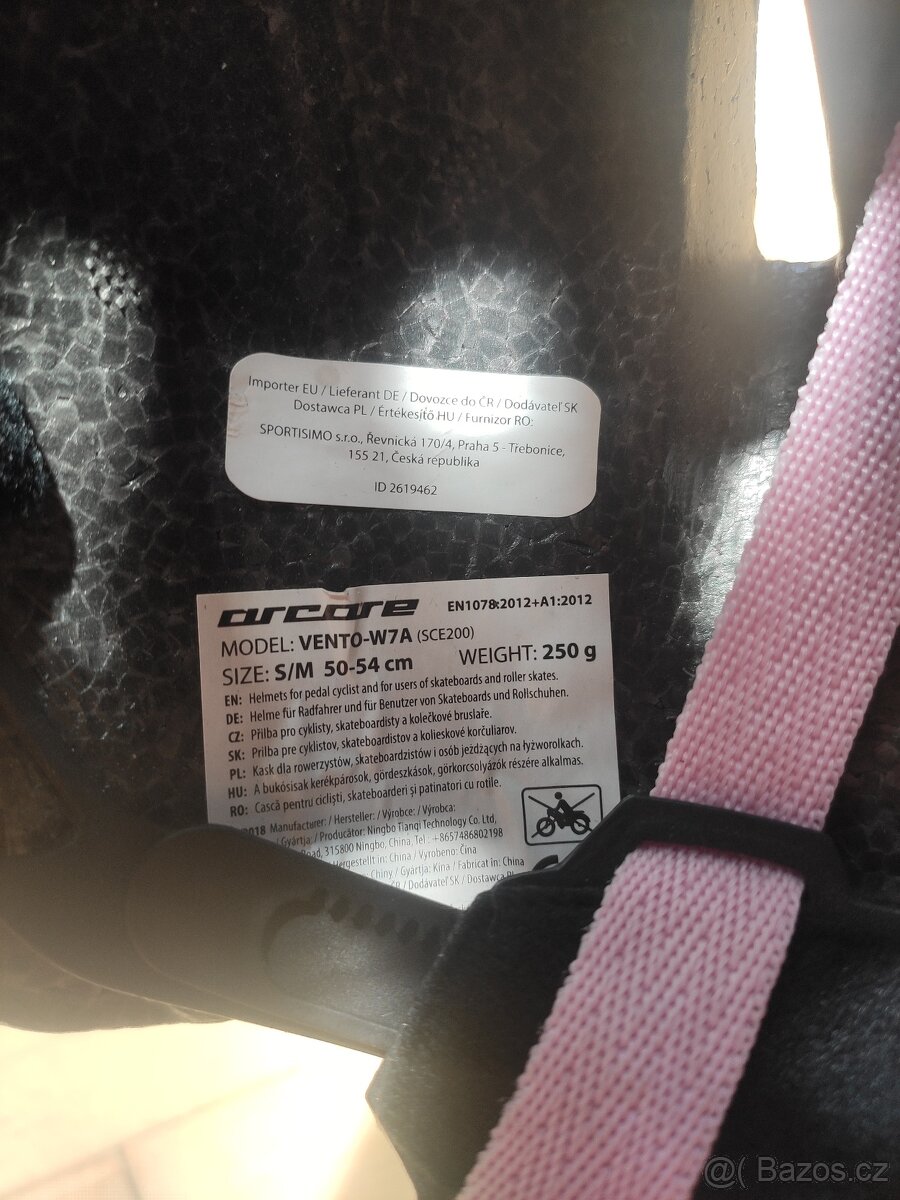 Importer EU / Lieferant DE / Dovozce do ČR / Dodávateľ SK
Dostawca PL / Értékesítő HU / Furnizor RO:
SPORTISIMO s.r.o., Řevnická 170/4, Praha 5 - Třebonice,
155 21, Česká republika
ID 2619462
arcore EN1078:2012+A1:2012
MODEL: VENTO-W7A (SCE200)
SIZE: S/M 50-54 cm WEIGHT: 250 g
EN: Helmets for pedal cyclist and for users of skateboards and roller skates.
DE: Helme für Radfahrer und für Benutzer von Skateboards und Rollschuhen.
CZ: Přilba pro cyklisty, skateboardisty a kolečkové bruslaře.
SK: Prilba pre cyklistov, skateboardistov a kolieskové korčuliarov.
PL: Kask dla rowerzystów, skateboardzistów i osób jeżdżących na łyżworolkach.
HU: A bukósisak kerékpárosok, gördeszkások, görkorcsolyázók részére alkalmas.
RO: Cască pentru cicliști, skateboarderi și patinatori cu rotile.
2018 Manufacturer: / Hersteller: / Výrobce: / Výrobca:
/ Gyártja: / Producător: Ningbo Tianqi Technology Co. Ltd,
Road, 315800 Ningbo, China, Tel.: +8657486802198
Hergestellt in: China / Vyrobeno: Čína
Chiny / Gyártja: Kína / Fabricat în: China
ČR / Dodávateľ SK / Dostawca PL
@( Bazos.cz